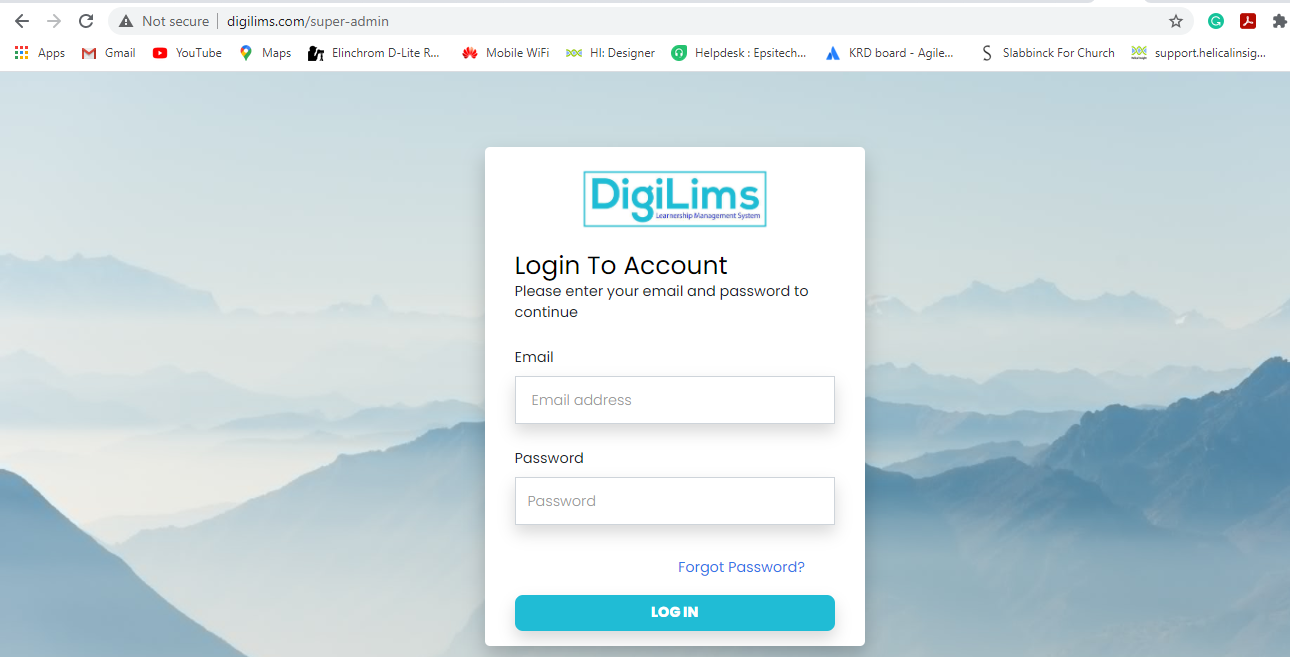 Not secure digilims.com/super-admin
Apps Gmail YouTube Maps Elinchrom D-Lite R... Mobile WiFi HI: Designer Helpdesk : Epsitech... KRD board - Agile... Slabbinck For Church support.helicalinsig...
DigiLims
Learnership Management System
Login To Account
Please enter your email and password to
continue
Email
Email address
Password
Password
Forgot Password?
LOG IN